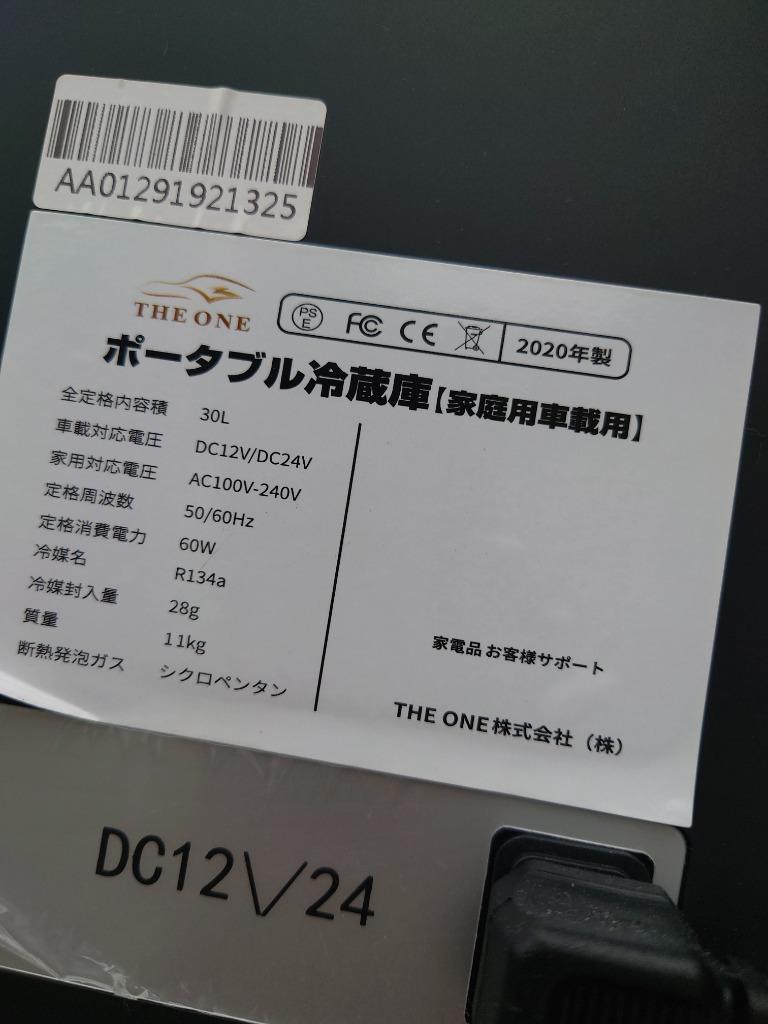 AA01291921325
THE ONE
PSE FC CE 2020年製
ポータブル冷蔵庫【家庭用車載用】
全定格内容積 30L
車載対応電圧 DC12V/DC24V
家用対応電圧 AC100V-240V
定格周波数 50/60Hz
定格消費電力 60W
冷媒名 R134a
冷媒封入量 28g
質量 11kg
断熱発泡ガス シクロペンタン
家電品お客様サポート
THE ONE株式会社（株）
DC12V/24